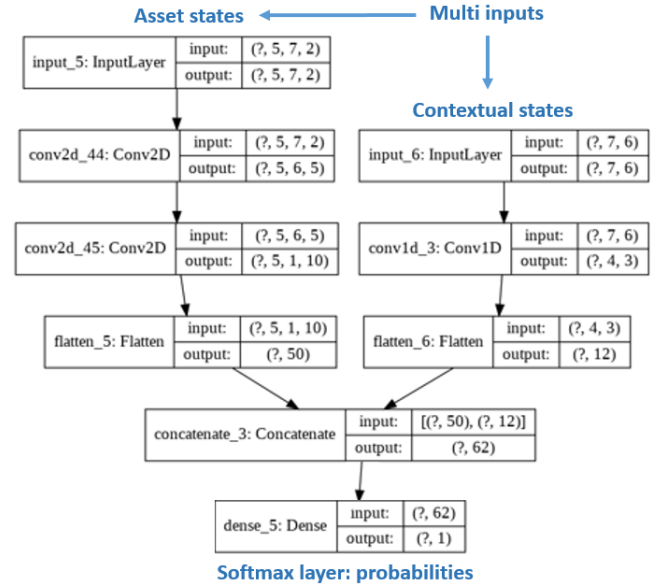 Asset states
Multi inputs
input_5: InputLayer
input:
(?, 5, 7, 2)
output:
(?, 5, 7, 2)
Contextual states
conv2d_44: Conv2D
input:
(?, 5, 7, 2)
output:
(?, 5, 6, 5)
input_6: InputLayer
input:
(?, 7, 6)
output:
(?, 7, 6)
conv2d_45: Conv2D
input:
(?, 5, 6, 5)
output:
(?, 5, 1, 10)
conv1d_3: Conv1D
input:
(?, 7, 6)
output:
(?, 4, 3)
flatten_5: Flatten
input:
(?, 5, 1, 10)
output:
(?, 50)
flatten_6: Flatten
input:
(?, 4, 3)
output:
(?, 12)
concatenate_3: Concatenate
input:
[(?, 50), (?, 12)]
output:
(?, 62)
dense_5: Dense
input:
(?, 62)
output:
(?, 1)
Softmax layer: probabilities